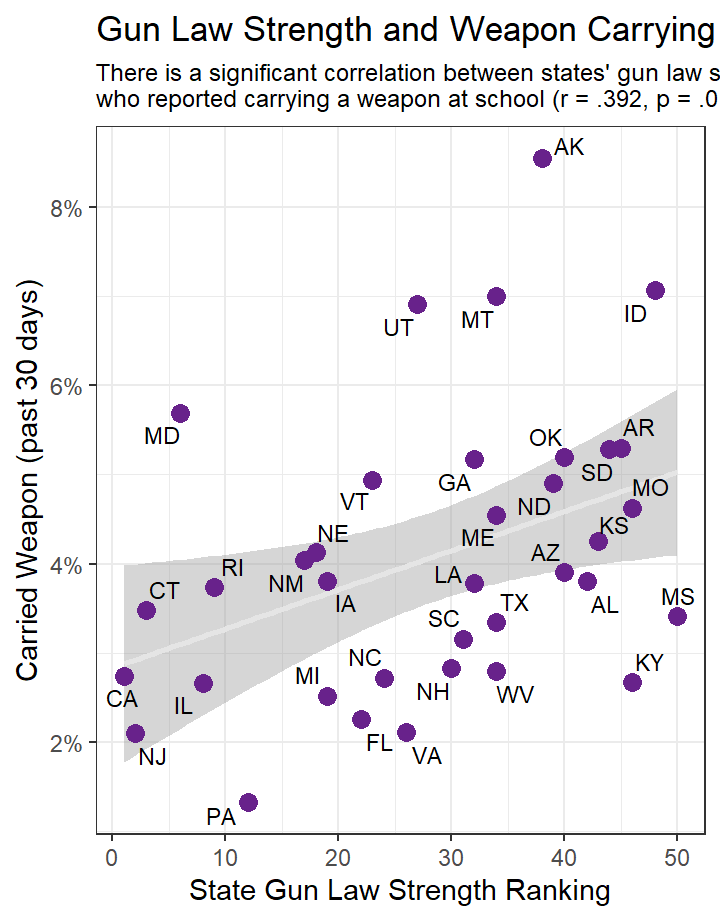 Gun Law Strength and Weapon Carrying
There is a significant correlation between states' gun law s
who reported carrying a weapon at school (r = .392, p = .0
AK
8%
ID
MT
UT
6%
MD
AR
OK
SD
GA
MO
VT
ND
KS
NE
ME
4%
AZ
RI
LA
NM
CT
IA
TX
AL
MS
SC
NC
KY
MI
NH
WV
CA
IL
2%
NJ
FL
VA
PA
Carried Weapon (past 30 days)
0 10 20 30 40 50
State Gun Law Strength Ranking